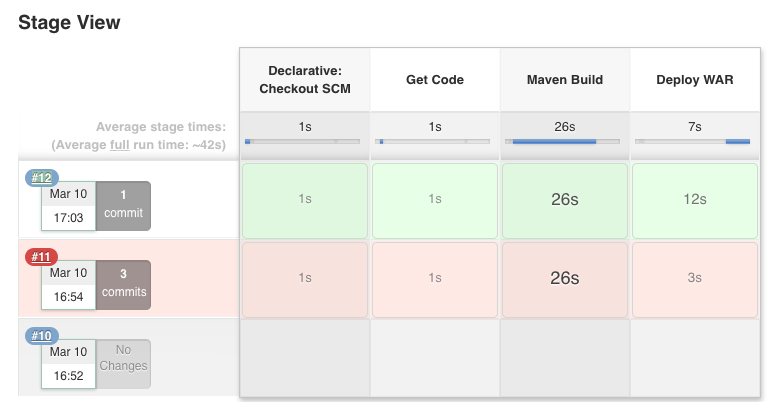 Stage View
Declarative:
Checkout SCM
Get Code
Maven Build
Deploy WAR
Average stage times:
(Average full run time: ~42s)
1s
1s
26s
7s
#12
Mar 10
17:03
1
commit
1s
1s
26s
12s
#11
Mar 10
16:54
3
commits
1s
1s
26s
3s
#10
Mar 10
16:52
No
Changes